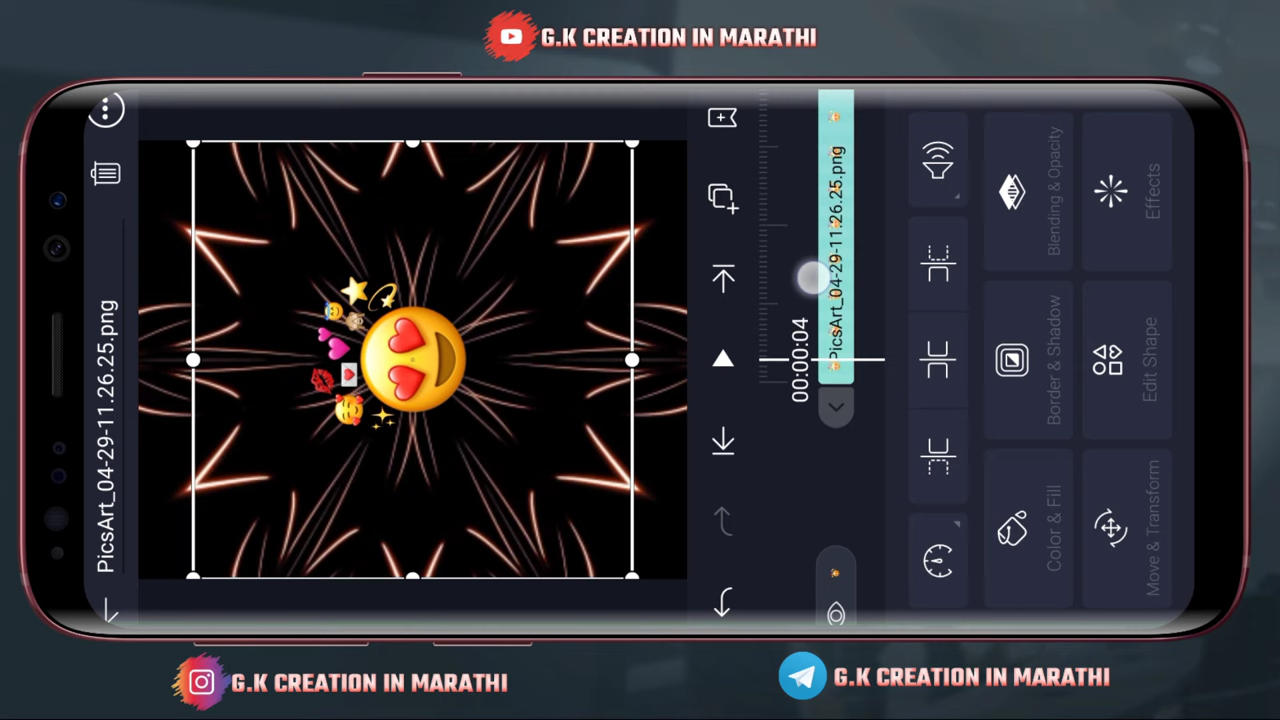 G.K CREATION IN MARATHI
PicsArt_04-29-11.26.25.png
00:00:04
PicsArt_04-29-11.26.25.png
Blending & Opacity
Border & Shadow
Color & Fill
Effects
Edit Shape
Move & Transform
G.K CREATION IN MARATHI
G.K CREATION IN MARATHI